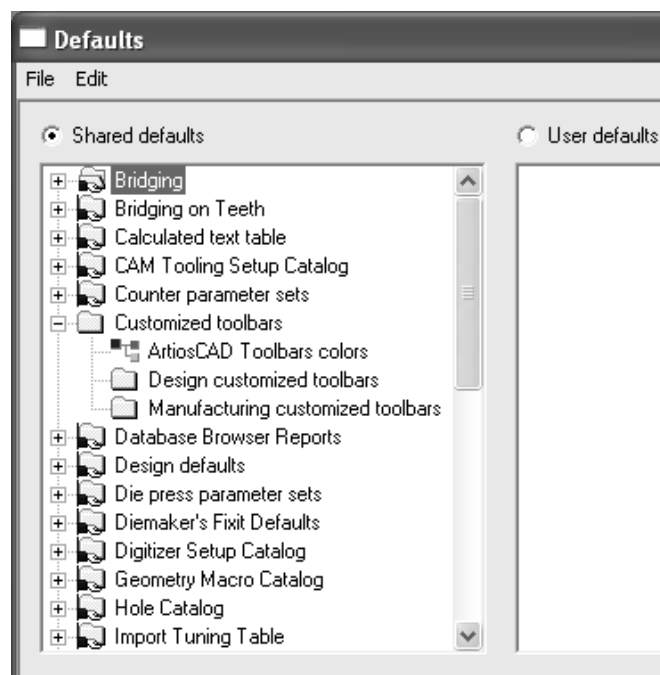 Defaults
File Edit
Shared defaults User defaults
Bridging
Bridging on Teeth
Calculated text table
CAM Tooling Setup Catalog
Counter parameter sets
Customized toolbars
ArtiosCAD Toolbars colors
Design customized toolbars
Manufacturing customized toolbars
Database Browser Reports
Design defaults
Die press parameter sets
Diemaker's Fixit Defaults
Digitizer Setup Catalog
Geometry Macro Catalog
Hole Catalog
Import Tuning Table